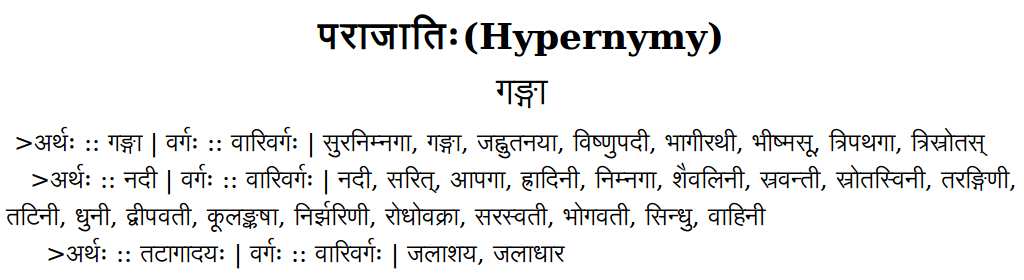 पराजातिः(Hypernymy)
गङ्गा
>अर्थः :: गङ्गा | वर्गः :: वारिवर्गः | सुरनिम्नगा, गङ्गा, जह्नुतनया, विष्णुपदी, भागीरथी, भीष्मसू, त्रिपथगा, त्रिस्रोतस्
>अर्थः :: नदी | वर्गः :: वारिवर्गः | नदी, सरित्, आपगा, ह्रादिनी, निम्नगा, शैवलिनी, स्रवन्ती, स्रोतस्विनी, तरङ्गिणी,
तटिनी, धुनी, द्वीपवती, कूलङ्कषा, निर्झरिणी, रोधोवक्रा, सरस्वती, भोगवती, सिन्धु, वाहिनी
>अर्थः :: तटागादयः | वर्गः :: वारिवर्गः | जलाशय, जलाधार